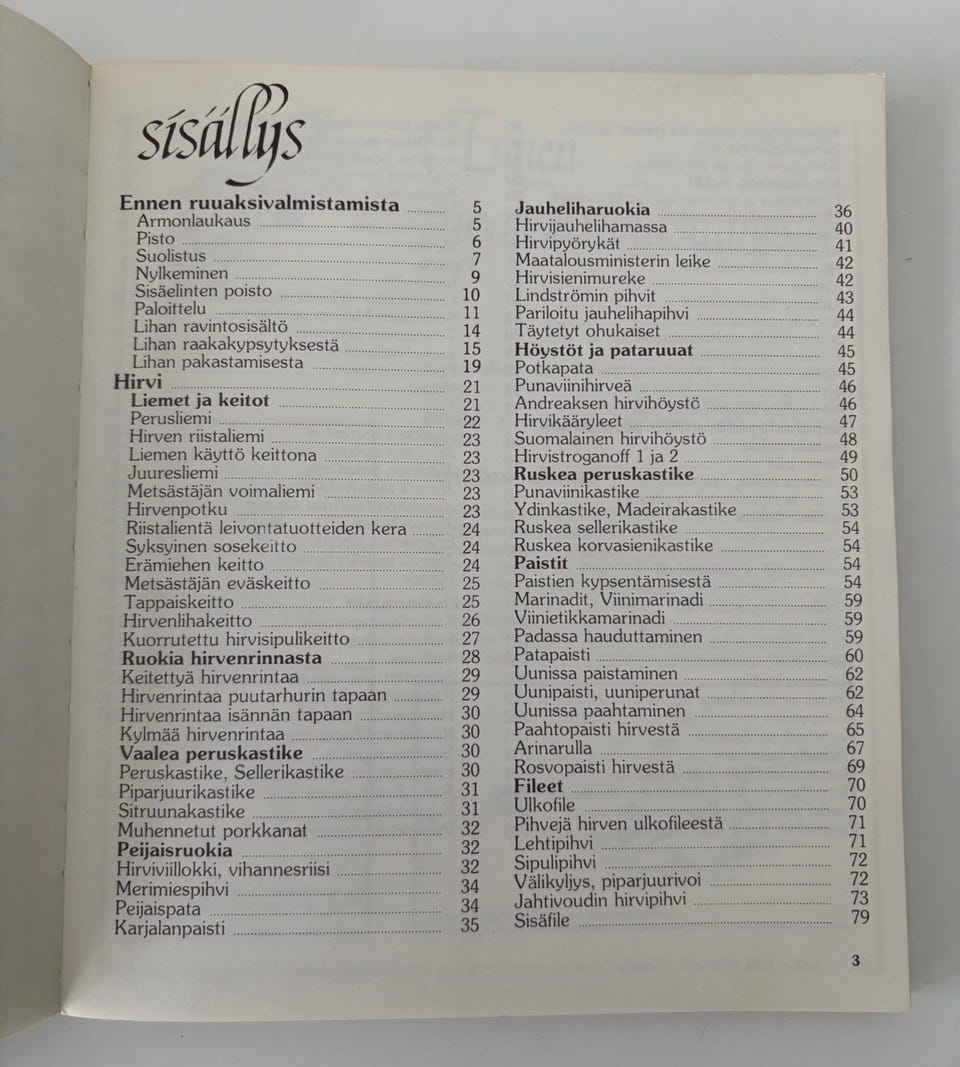 sisällys
Ennen ruuaksivalmistamista ........ 5
Armonlaukaus ........ 5
Pisto ........ 6
Suolistus ........ 7
Nylkeminen ........ 9
Sisäelinten poisto ........ 10
Paloittelu ........ 11
Lihan ravintosisältö ........ 14
Lihan raakakypsytyksestä ........ 15
Lihan pakastamisesta ........ 19
Hirvi ........ 21
Liemet ja keitot ........ 21
Perusliemi ........ 22
Hirven riistaliemi ........ 23
Liemen käyttö keittona ........ 23
Juuresliemi ........ 23
Metsästäjän voimaliemi ........ 23
Hirvenpotku ........ 23
Riistalientä leivontatuotteiden kera ........ 24
Syksyinen sosekeitto ........ 24
Erämiehen keitto ........ 24
Metsästäjän eväskeitto ........ 25
Tappaiskeitto ........ 25
Hirvenlihakeitto ........ 26
Kuorrutettu hirvisipulikeitto ........ 27
Ruokia hirvenrinnasta ........ 28
Keitettyä hirvenrintaa ........ 29
Hirvenrintaa puutarhurin tapaan ........ 29
Hirvenrintaa isännän tapaan ........ 30
Kylmää hirvenrintaa ........ 30
Vaalea peruskastike ........ 30
Peruskastike, Sellerikastike ........ 30
Piparjuurikastike ........ 31
Sitruunakastike ........ 31
Muhennetut porkkanat ........ 32
Peijaisruokia ........ 32
Hirviviillokki, vihannesriisi ........ 32
Merimiespihvi ........ 34
Peijaispata ........ 34
Karjalanpaisti ........ 35
Jauheliharuokia ........ 36
Hirvijauhelihamassa ........ 40
Hirvipyörykät ........ 41
Maatalousministerin leike ........ 42
Hirvisienimureke ........ 42
Lindströmin pihvit ........ 43
Pariloitu jauhelihapihvi ........ 44
Täytetyt ohukaiset ........ 44
Höystöt ja pataruuat ........ 45
Potkapata ........ 45
Punaviinihirveä ........ 46
Andreaksen hirvihöystö ........ 46
Hirvikääryleet ........ 47
Suomalainen hirvihöystö ........ 48
Hirvistroganoff 1 ja 2 ........ 49
Ruskea peruskastike ........ 50
Punaviinikastike ........ 53
Ydinkastike, Madeirakastike ........ 53
Ruskea sellerikastike ........ 54
Ruskea korvasienikastike ........ 54
Paistit ........ 54
Paistien kypsentämisestä ........ 54
Marinadit, Viinimarinadi ........ 59
Viinietikkamarinadi ........ 59
Padassa hauduttaminen ........ 59
Patapaisti ........ 60
Uunissa paistaminen ........ 62
Uunipaisti, uuniperunat ........ 62
Uunissa paahtaminen ........ 64
Paahtopaisti hirvestä ........ 65
Arinarulla ........ 67
Rosvopaisti hirvestä ........ 69
Fileet ........ 70
Ulkofile ........ 70
Pihvejä hirven ulkofileestä ........ 71
Lehtipihvi ........ 71
Sipulipihvi ........ 72
Välikyljys, piparjuurivoi ........ 72
Jahtivoudin hirvipihvi ........ 73
Sisäfile ........ 79
3